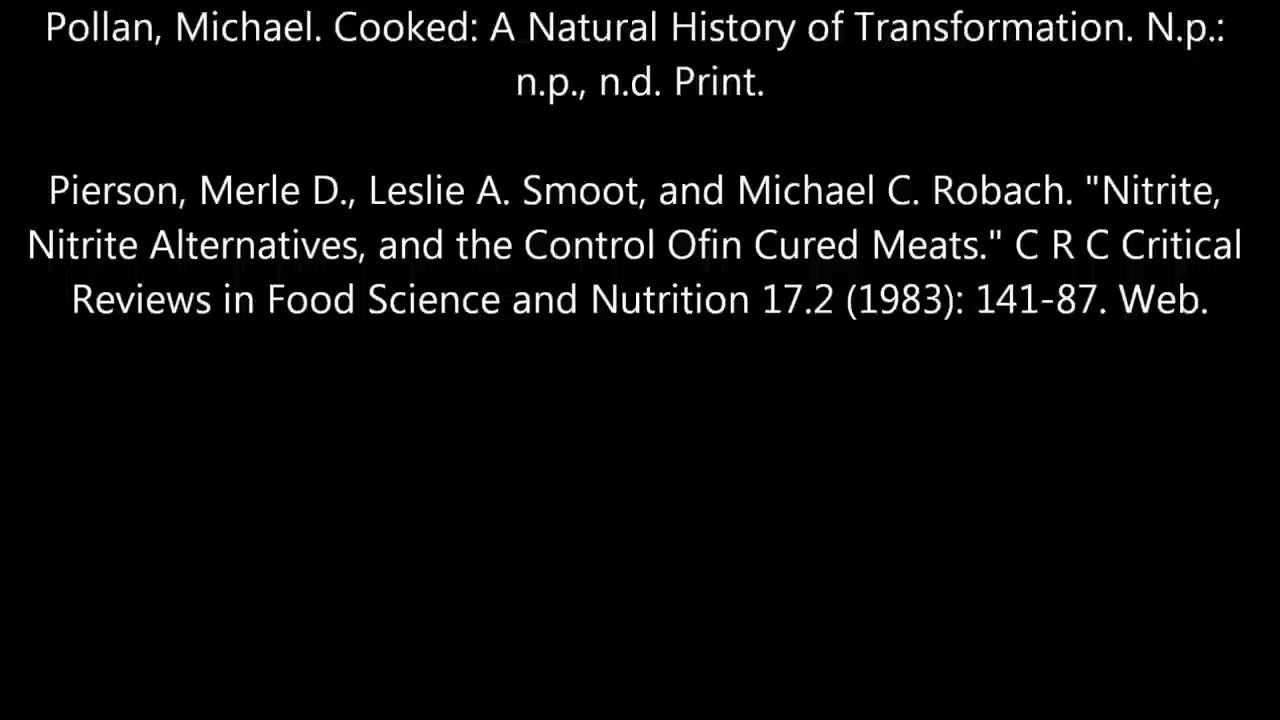 Pollan, Michael. Cooked: A Natural History of Transformation. N.p.:
n.p., n.d. Print.
Pierson, Merle D., Leslie A. Smoot, and Michael C. Robach. "Nitrite,
Nitrite Alternatives, and the Control Ofin Cured Meats." C R C Critical
Reviews in Food Science and Nutrition 17.2 (1983): 141-87. Web.